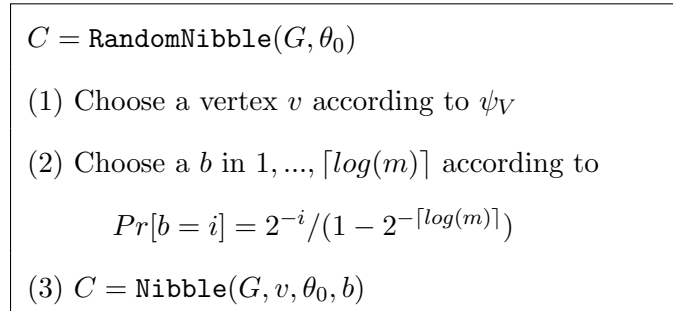 C = RandomNibble(G, θ₀)
(1) Choose a vertex v according to ψ_V
(2) Choose a b in 1, ..., ⌈log(m)⌉ according to
Pr[b = i] = 2^{-i}/(1 − 2^{-⌈log(m)⌉})
(3) C = Nibble(G, v, θ₀, b)